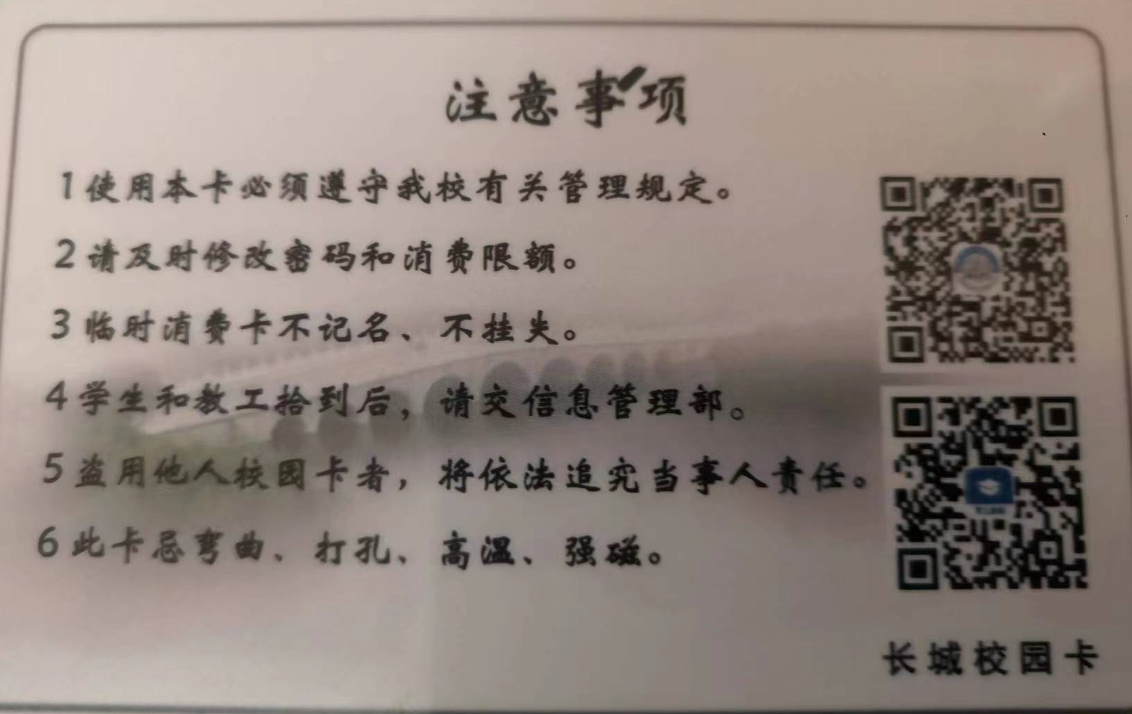 注意事项
1 使用本卡必须遵守我校有关管理规定。
2 请及时修改密码和消费限额。
3 临时消费卡不记名、不挂失。
4 学生和教工拾到后，请交信息管理部。
5 盗用他人校园卡者，将依法追究当事人责任。
6 此卡忌弯曲、打孔、高温、强磁。
长城校园卡